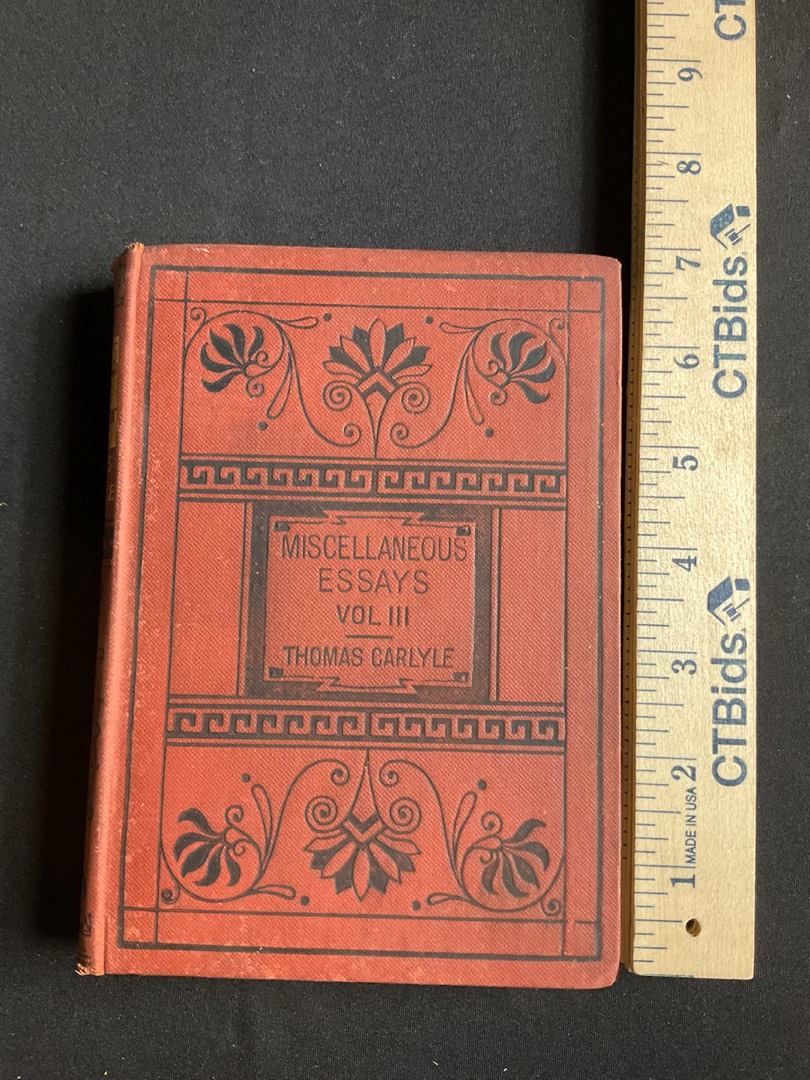 MISCELLANEOUS
ESSAYS
VOL III
THOMAS CARLYLE
CT
9
8
7
CTBids
6
5
4
CTBids
3
2
MADE IN USA
1